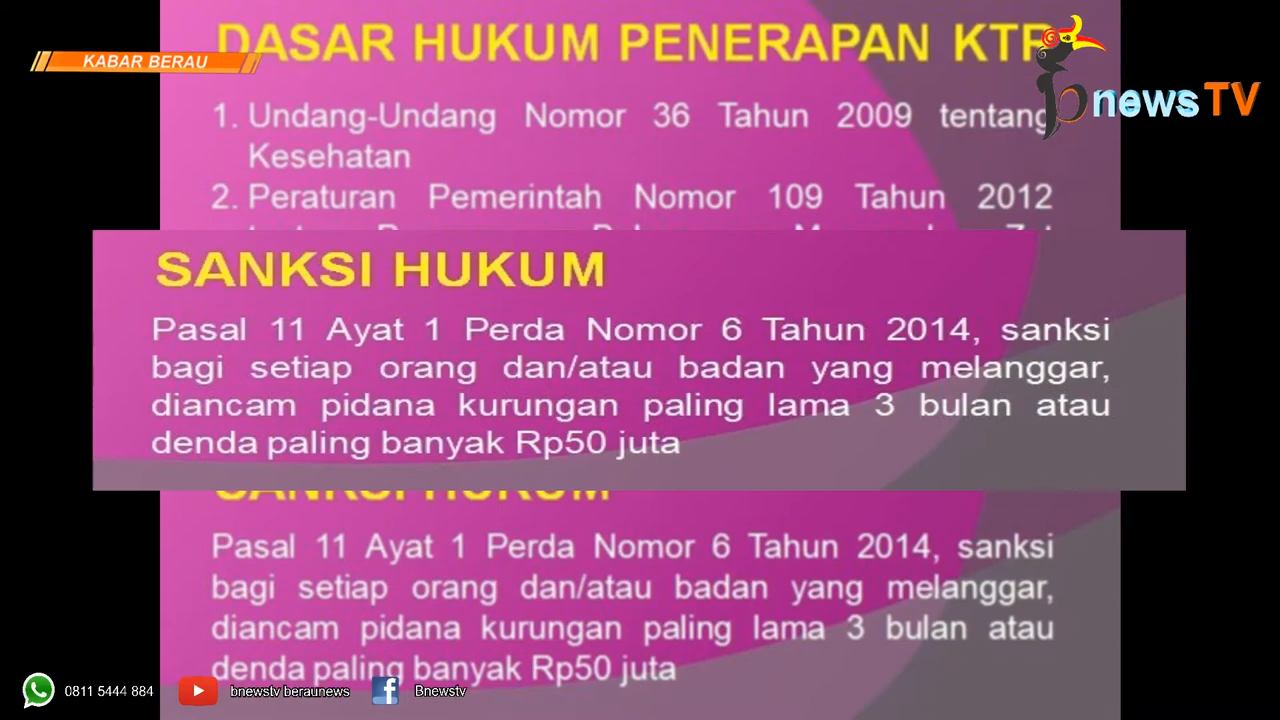 DASAR HUKUM PENERAPAN KTR
KABAR BERAU
bnewsTV
1. Undang-Undang Nomor 36 Tahun 2009 tentang
Kesehatan
2. Peraturan Pemerintah Nomor 109 Tahun 2012
SANKSI HUKUM
Pasal 11 Ayat 1 Perda Nomor 6 Tahun 2014, sanksi
bagi setiap orang dan/atau badan yang melanggar,
diancam pidana kurungan paling lama 3 bulan atau
denda paling banyak Rp50 juta
SANKSI HUKUM
Pasal 11 Ayat 1 Perda Nomor 6 Tahun 2014, sanksi
bagi setiap orang dan/atau badan yang melanggar,
diancam pidana kurungan paling lama 3 bulan atau
denda paling banyak Rp50 juta
0811 5444 884 bnewstv beraunews Bnewstv